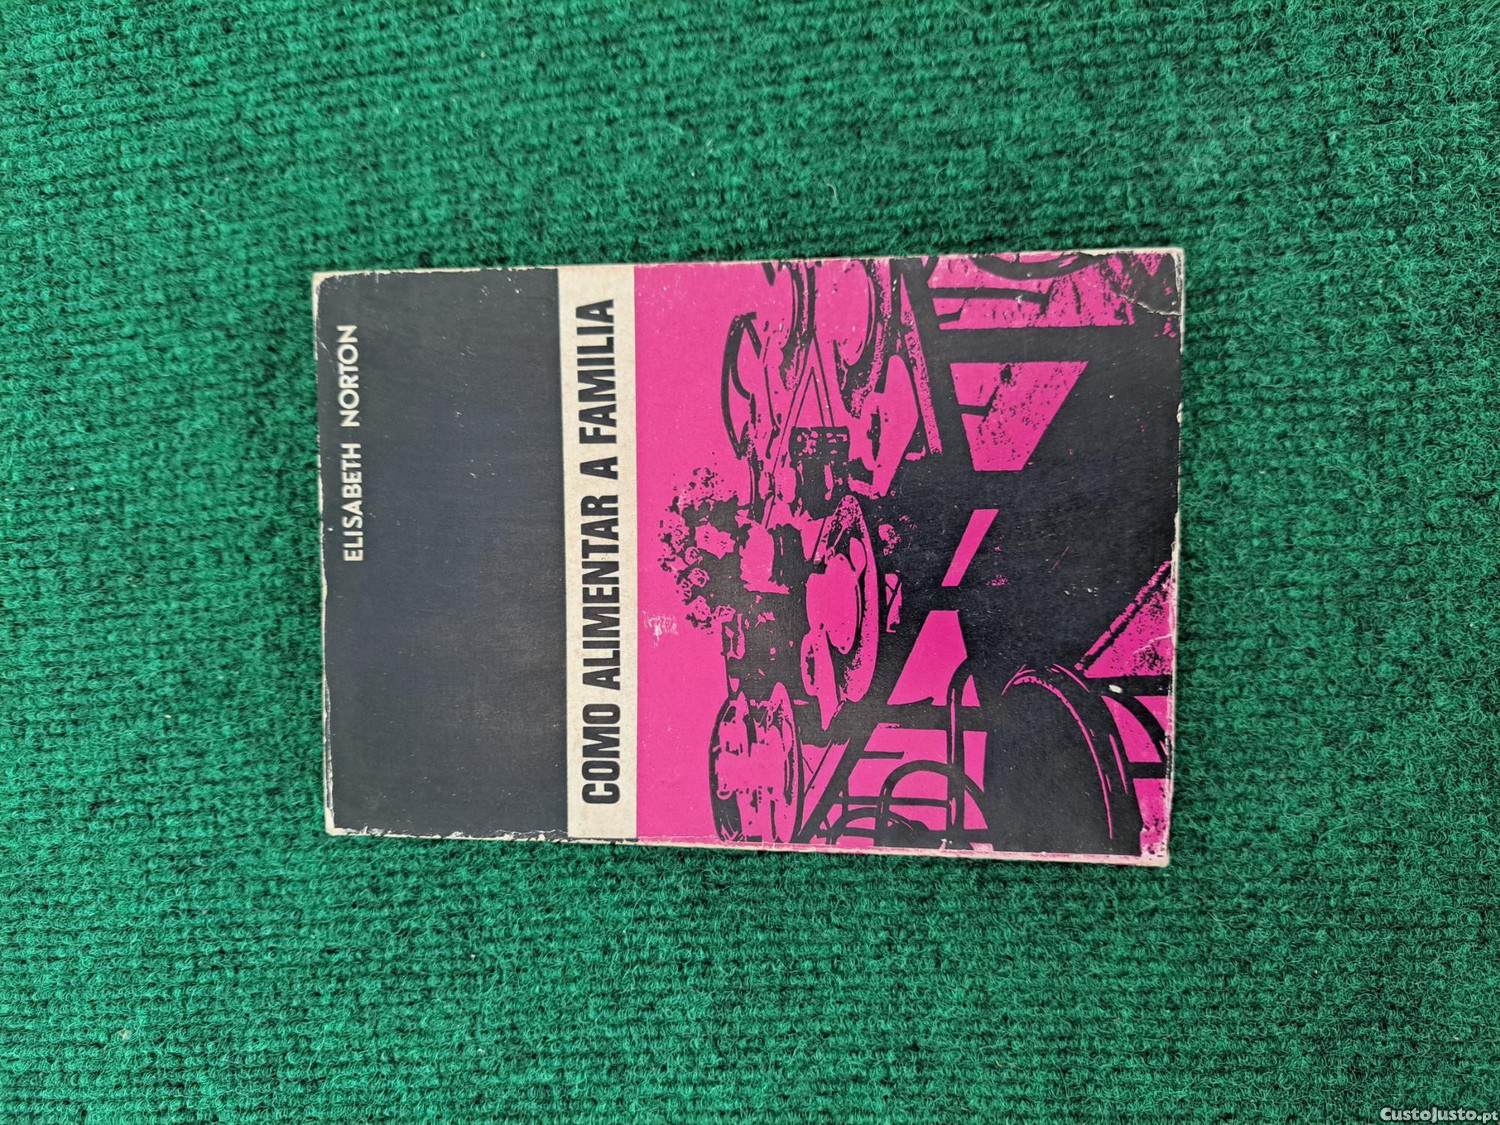 ELISABETH NORTON
COMO ALIMENTAR A FAMILIA
CustoJusto.pt